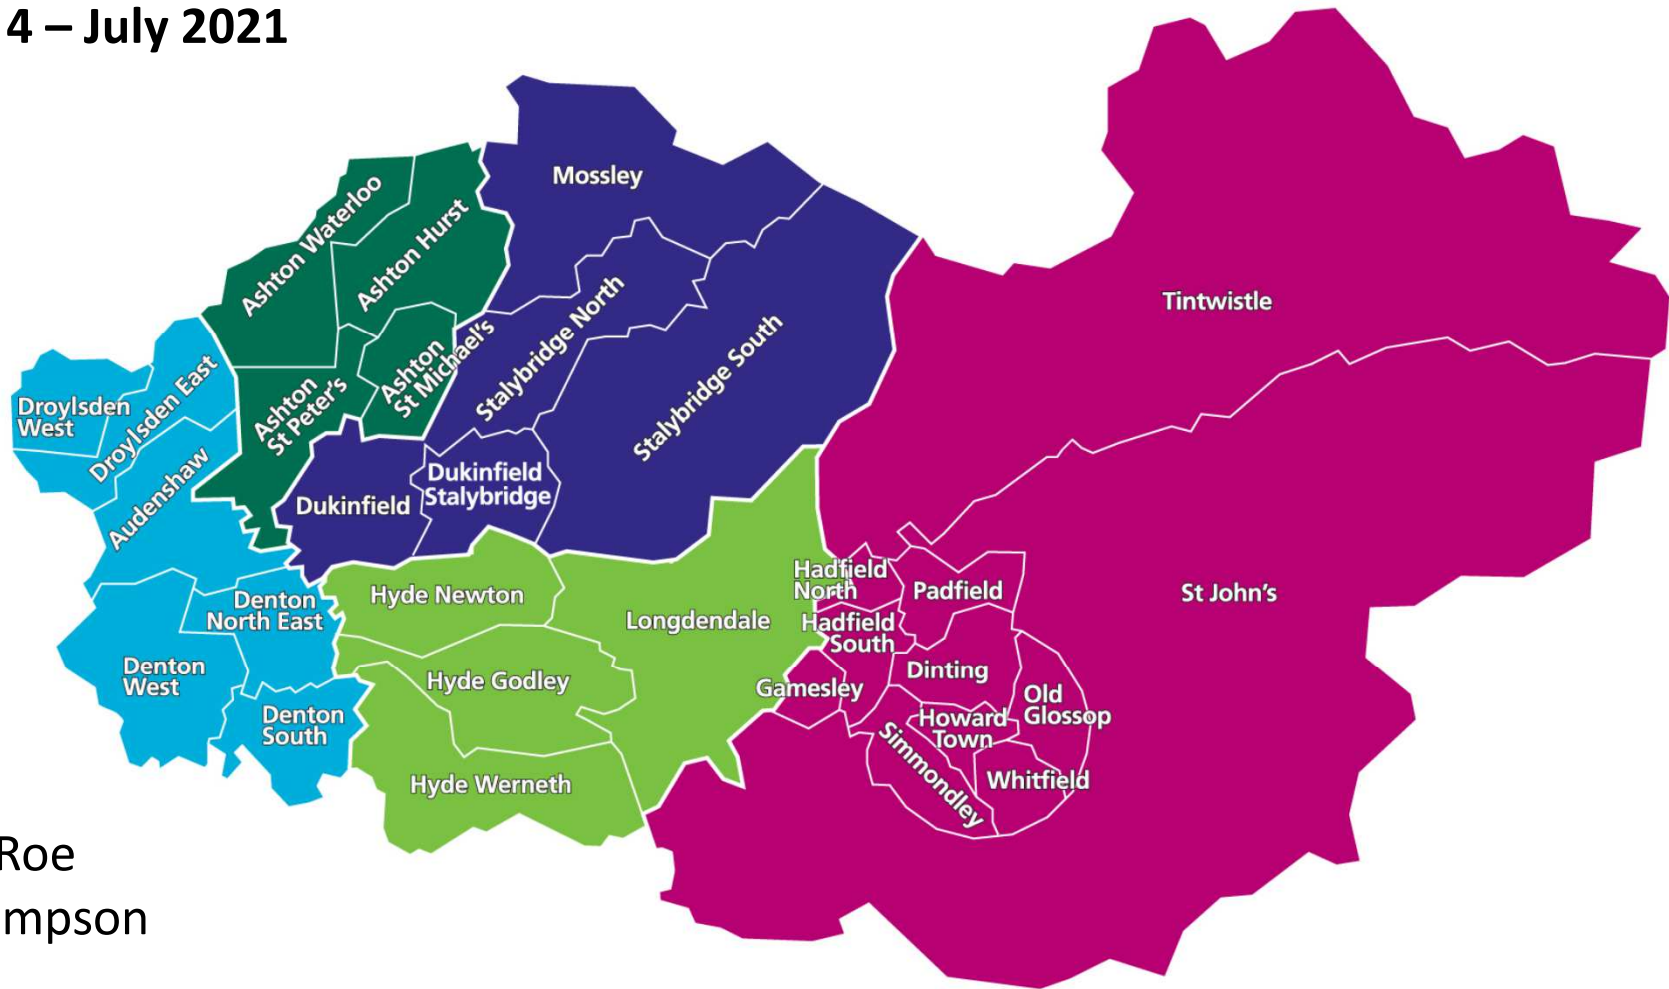 4 – July 2021
Mossley
Ashton Waterloo
Ashton Hurst
Tintwistle
Stalybridge North
Stalybridge South
Ashton
St Michael's
Ashton
St Peter's
Droylsden
West
Droylsden East
Audenshaw
Dukinfield
Dukinfield
Stalybridge
Hadfield
North
Padfield
St John's
Hyde Newton
Denton
North East
Longdendale
Hadfield
South
Denton
West
Hyde Godley
Gamesley
Dinting
Old
Glossop
Denton
South
Howard
Town
Simmondley
Whitfield
Hyde Werneth
Roe
mpson